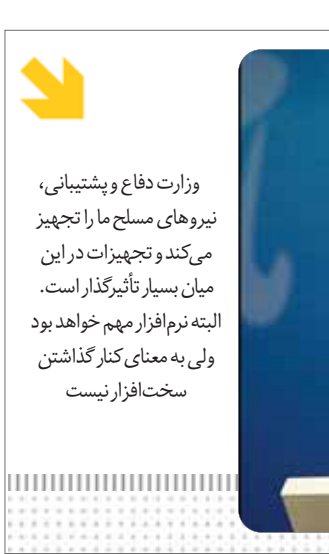 وزارت دفاع و پشتیبانی،
نیروهای مسلح ما را تجهیز
می‌کند و تجهیزات در این
میان بسیار تأثیرگذار است.
البته نرم‌افزار مهم خواهد بود
ولی به معنای کنار گذاشتن
سخت‌افزار نیست